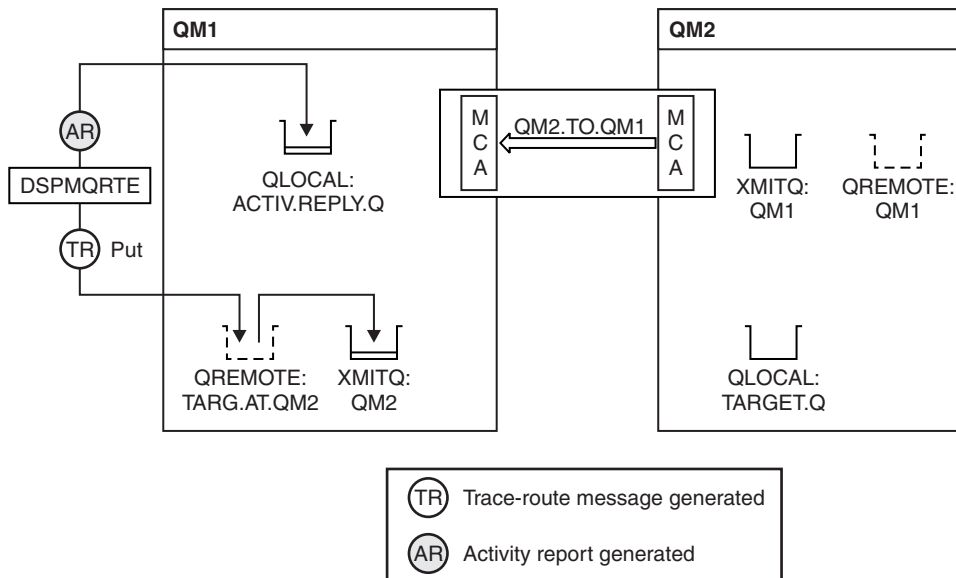 QM1
QM2
AR
DSPMQRTE
TR Put
QLOCAL:
ACTIV.REPLY.Q
M
C
A
QM2.TO.QM1
M
C
A
XMITQ:
QM1
QREMOTE:
QM1
QREMOTE:
TARG.AT.QM2
XMITQ:
QM2
QLOCAL:
TARGET.Q
TR Trace-route message generated
AR Activity report generated